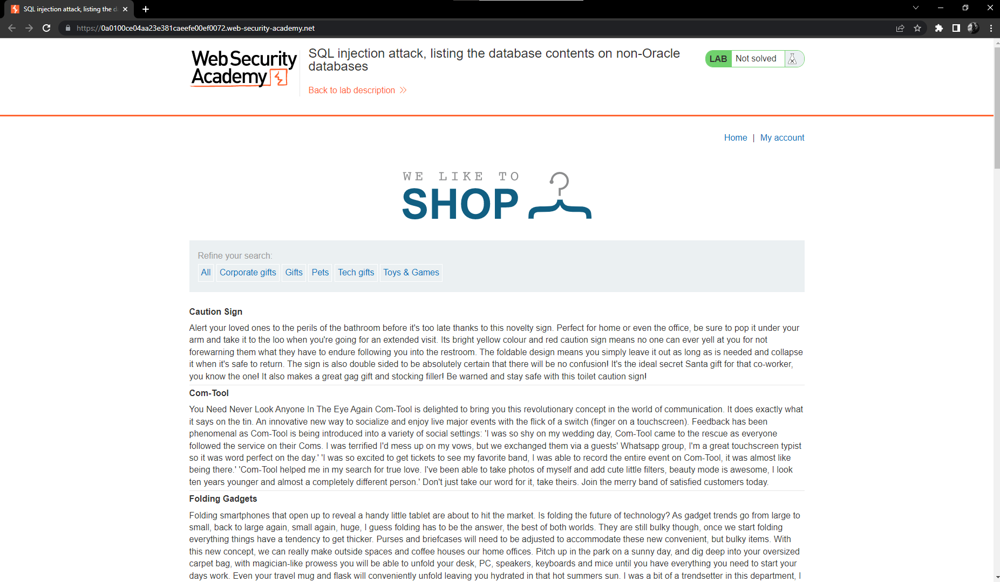 SQL injection attack, listing the d
https://0a0100ce04aa23e381caeefe00ef0072.web-security-academy.net
Web Security
Academy
SQL injection attack, listing the database contents on non-Oracle
databases
Back to lab description
LAB Not solved
Home | My account
WE LIKE TO
SHOP
Refine your search:
All Corporate gifts Gifts Pets Tech gifts Toys & Games
Caution Sign
Alert your loved ones to the perils of the bathroom before it's too late thanks to this novelty sign. Perfect for home or even the office, be sure to pop it under your
arm and take it to the loo when you're going for an extended visit. Its bright yellow colour and red caution sign means no one can ever yell at you for not
forewarning them what they have to endure following you into the restroom. The foldable design means you simply leave it out as long as is needed and collapse
it when it's safe to return. The sign is also double sided to be absolutely certain that there will be no confusion! It's the ideal secret Santa gift for that co-worker,
you know the one! It also makes a great gag gift and stocking filler! Be warned and stay safe with this toilet caution sign!
Com-Tool
You Need Never Look Anyone In The Eye Again Com-Tool is delighted to bring you this revolutionary concept in the world of communication. It does exactly what
it says on the tin. An innovative new way to socialize and enjoy live major events with the flick of a switch (finger on a touchscreen). Feedback has been
phenomenal as Com-Tool is being introduced into a variety of social settings: 'I was so shy on my wedding day, Com-Tool came to the rescue as everyone
followed the service on their Coms. I was terrified I'd mess up on my vows, but we exchanged them via a guests' Whatsapp group, I'm a great touchscreen typist
so it was word perfect on the day.' 'I was so excited to get tickets to see my favorite band, I was able to record the entire event on Com-Tool, it was almost like
being there.' 'Com-Tool helped me in my search for true love. I've been able to take photos of myself and add cute little filters, beauty mode is awesome, I look
ten years younger and almost a completely different person.' Don't just take our word for it, take theirs. Join the merry band of satisfied customers today.
Folding Gadgets
Folding smartphones that open up to reveal a handy little tablet are about to hit the market. Is folding the future of technology? As gadget trends go from large to
small, back to large again, small again, huge, I guess folding has to be the answer, the best of both worlds. They are still bulky though, once we start folding
everything things have a tendency to get thicker. Purses and briefcases will need to be adjusted to accommodate these new convenient, but bulky items. With
this new concept, we can really make outside spaces and coffee houses our home offices. Pitch up in the park on a sunny day, and dig deep into your oversized
carpet bag, with magician-like prowess you will be able to unfold your desk, PC, speakers, keyboards and mice until you have everything you need to start your
days work. Even your travel mug and flask will conveniently unfold leaving you hydrated in that hot summers sun. I was a bit of a trendsetter in this department, I